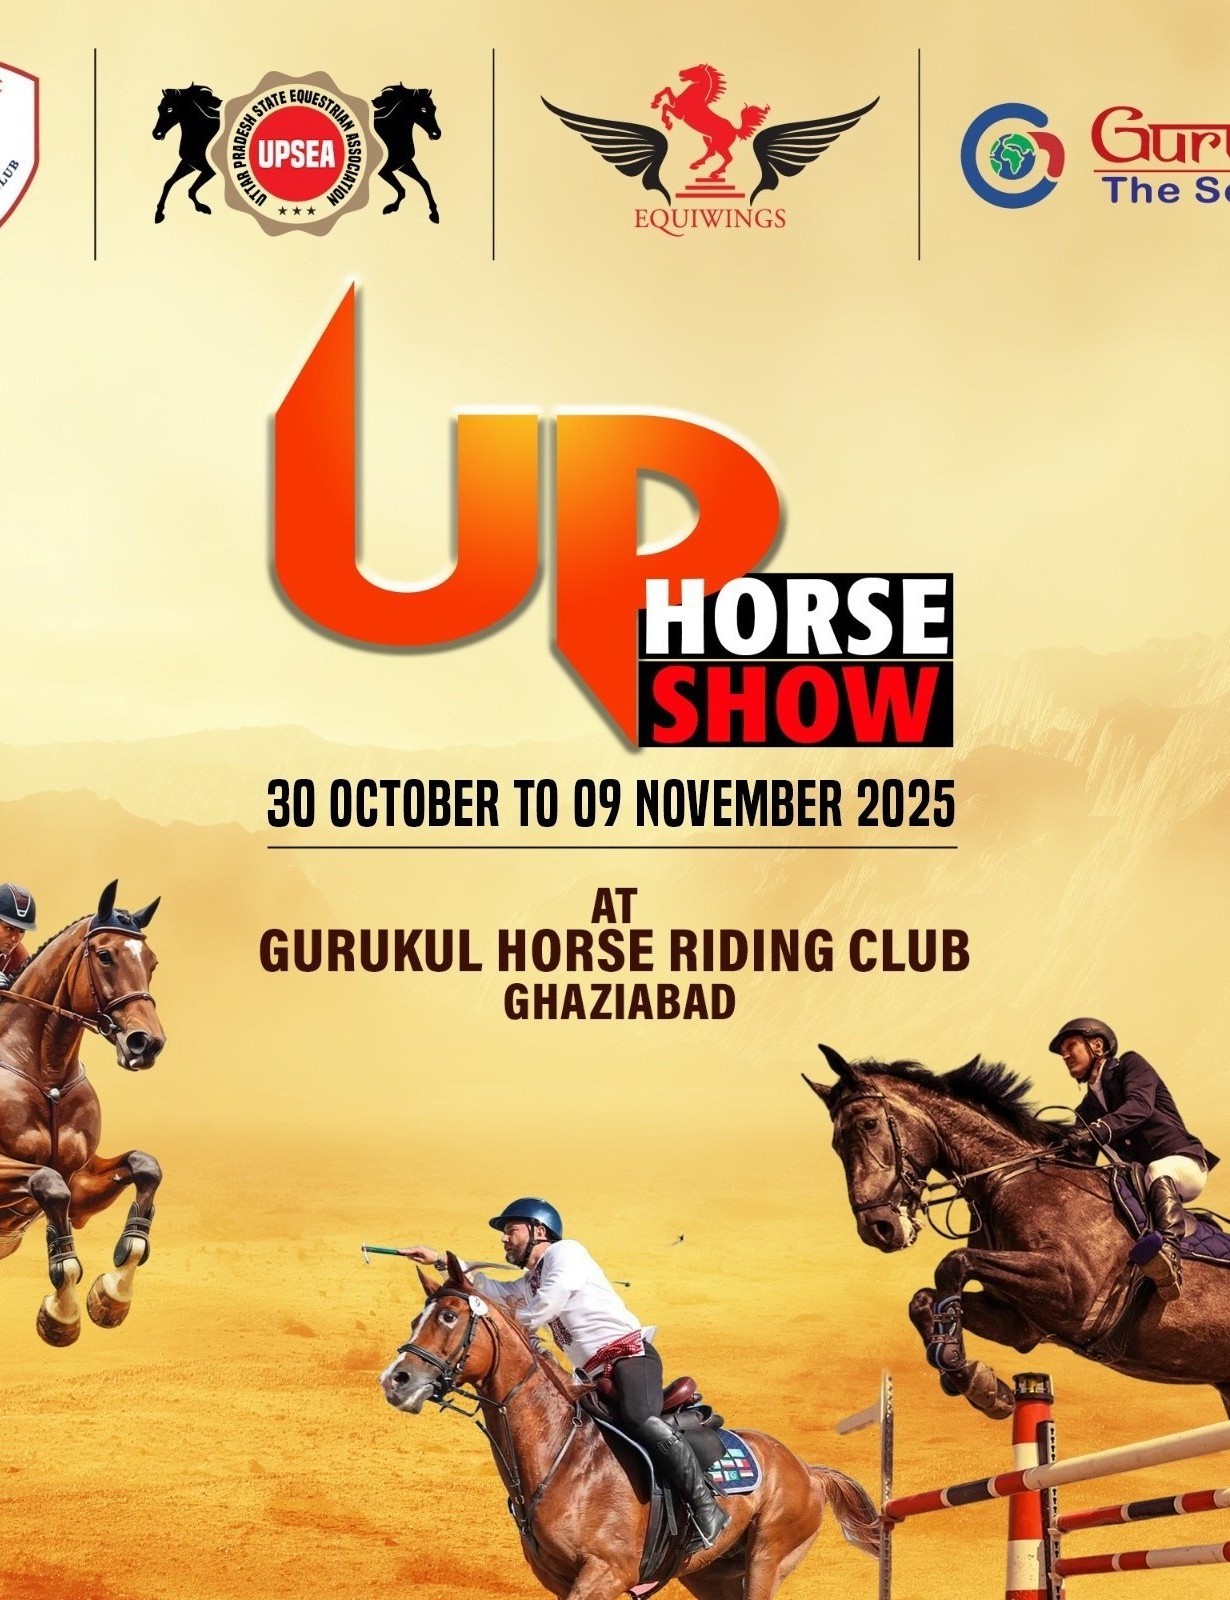 UTTAR PRADESH STATE EQUESTRIAN ASSOCIATION
UPSEA
EQUIWINGS
The
UP
HORSE
SHOW
30 OCTOBER TO 09 NOVEMBER 2025
AT
GURUKUL HORSE RIDING CLUB
GHAZIABAD